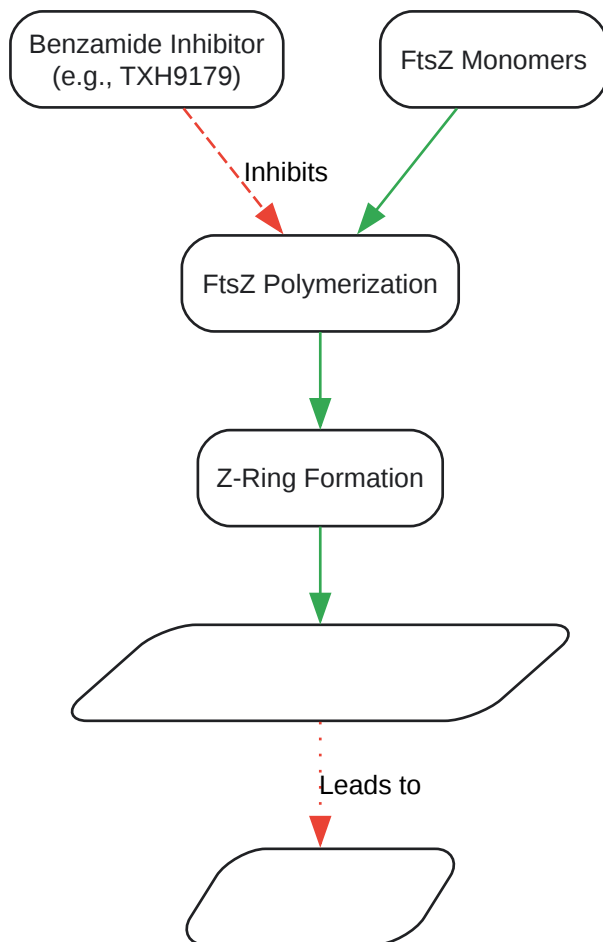 Benzamide Inhibitor
(e.g., TXH9179)
FtsZ Monomers
Inhibits
FtsZ Polymerization
Z-Ring Formation
Leads to